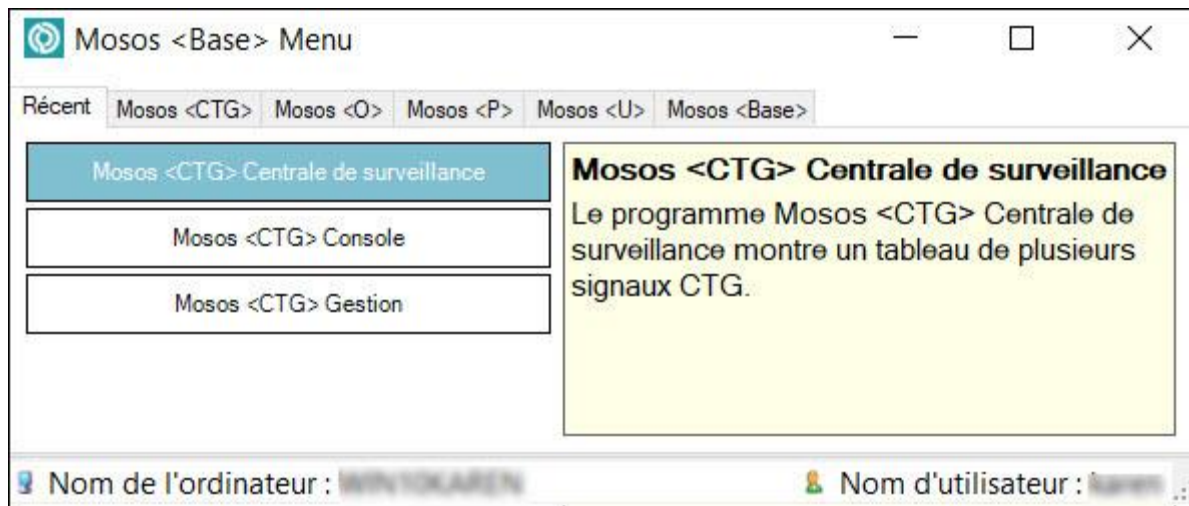 Mosos <Base> Menu
Récent Mosos <CTG> Mosos <O> Mosos <P> Mosos <U> Mosos <Base>
Mosos <CTG> Centrale de surveillance
Mosos <CTG> Console
Mosos <CTG> Gestion
Mosos <CTG> Centrale de surveillance
Le programme Mosos <CTG> Centrale de
surveillance montre un tableau de plusieurs
signaux CTG.
Nom de l'ordinateur :
Nom d'utilisateur :